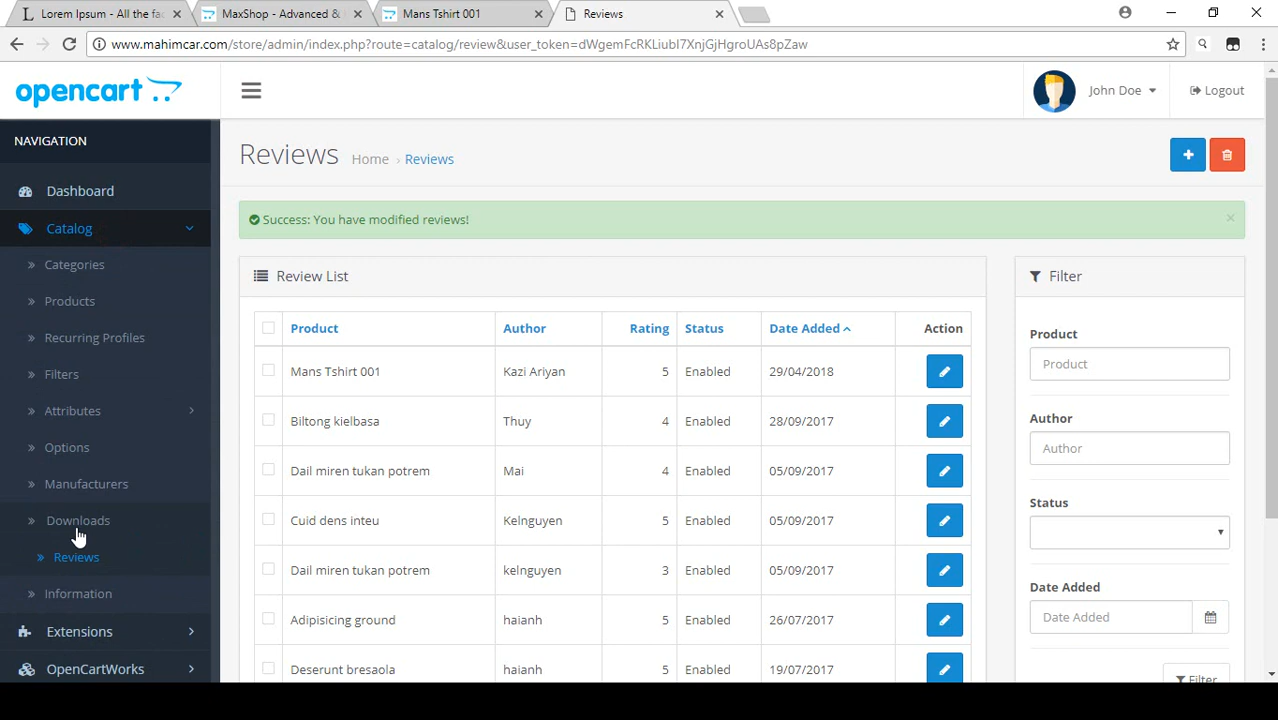 Lorem Ipsum - All the fa
MaxShop - Advanced &
Mans Tshirt 001
Reviews
www.mahimcar.com/store/admin/index.php?route=catalog/review&user_token=dWgemFcRKLiubI7XnjGjHgroUAs8pZaw
opencart
John Doe
Logout
NAVIGATION
Reviews
Home › Reviews
Dashboard
Catalog
Success: You have modified reviews!
Categories
Products
Recurring Profiles
Filters
Attributes
Options
Manufacturers
Downloads
Reviews
Information
Extensions
OpenCartWorks
Review List
Product Author Rating Status Date Added Action
Mans Tshirt 001 Kazi Ariyan 5 Enabled 29/04/2018
Biltong kielbasa Thuy 4 Enabled 28/09/2017
Dail miren tukan potrem Mai 4 Enabled 05/09/2017
Cuid dens inteu Kelnguyen 5 Enabled 05/09/2017
Dail miren tukan potrem kelnguyen 3 Enabled 05/09/2017
Adipisicing ground haianh 5 Enabled 26/07/2017
Deserunt bresaola haianh 5 Enabled 19/07/2017
Filter
Product
Product
Author
Author
Status
Date Added
Date Added
Filter